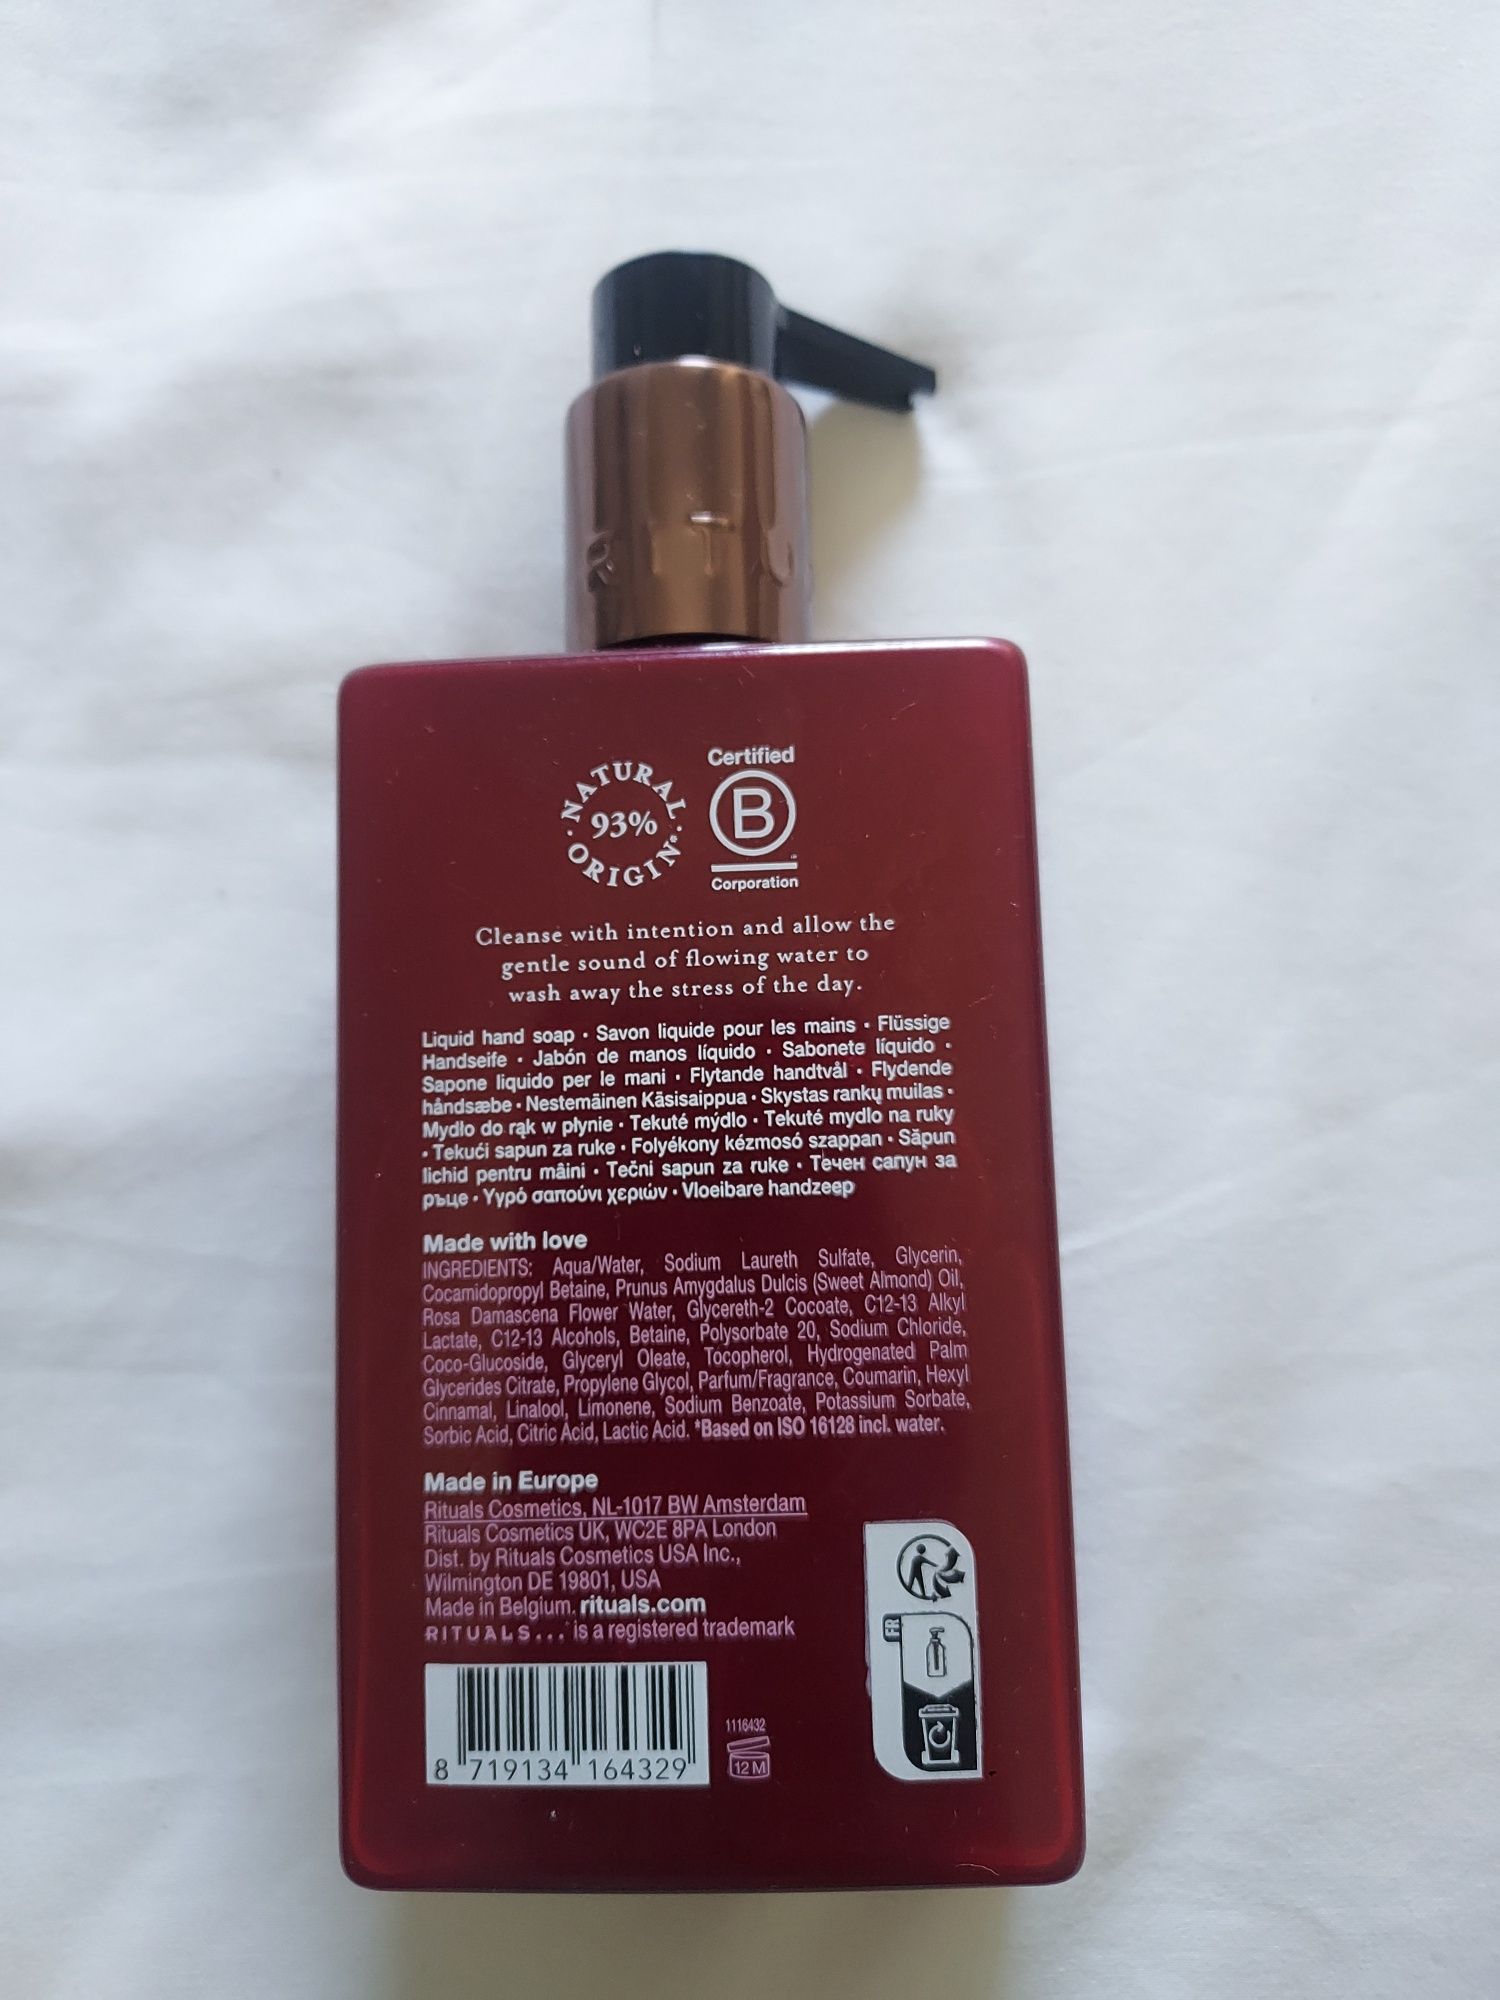 R I T U
NATURAL
93%
ORIGIN*
Certified
B
Corporation
Cleanse with intention and allow the
gentle sound of flowing water to
wash away the stress of the day.
Liquid hand soap • Savon liquide pour les mains • Flüssige
Handseife • Jabón de manos líquido • Sabonete líquido •
Sapone liquido per le mani • Flytande handtvål • Flydende
håndsæbe • Nestemäinen Käsisaippua • Skystas rankų muilas •
Mydło do rąk w płynie • Tekuté mýdlo • Tekuté mydlo na ruky
• Tekući sapun za ruke • Folyékony kézmosó szappan • Săpun
lichid pentru mâini • Tečni sapun za ruke • Течен сапун за
ръце • Υγρό σαπούνι χεριών • Vloeibare handzeep
Made with love
INGREDIENTS: Aqua/Water, Sodium Laureth Sulfate, Glycerin,
Cocamidopropyl Betaine, Prunus Amygdalus Dulcis (Sweet Almond) Oil,
Rosa Damascena Flower Water, Glycereth-2 Cocoate, C12-13 Alkyl
Lactate, C12-13 Alcohols, Betaine, Polysorbate 20, Sodium Chloride,
Coco-Glucoside, Glyceryl Oleate, Tocopherol, Hydrogenated Palm
Glycerides Citrate, Propylene Glycol, Parfum/Fragrance, Coumarin, Hexyl
Cinnamal, Linalool, Limonene, Sodium Benzoate, Potassium Sorbate,
Sorbic Acid, Citric Acid, Lactic Acid. *Based on ISO 16128 incl. water.
Made in Europe
Rituals Cosmetics, NL-1017 BW Amsterdam
Rituals Cosmetics UK, WC2E 8PA London
Dist. by Rituals Cosmetics USA Inc.,
Wilmington DE 19801, USA
Made in Belgium. rituals.com
RITUALS... is a registered trademark
FR
8 719134 164329
1116432
12 M